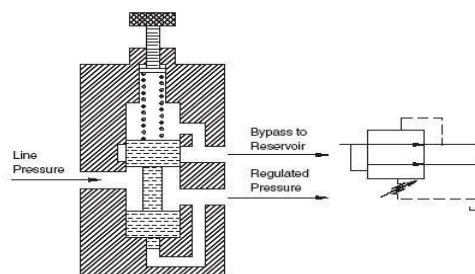 Line
Pressure
Bypass to
Reservoir
Regulated
Pressure